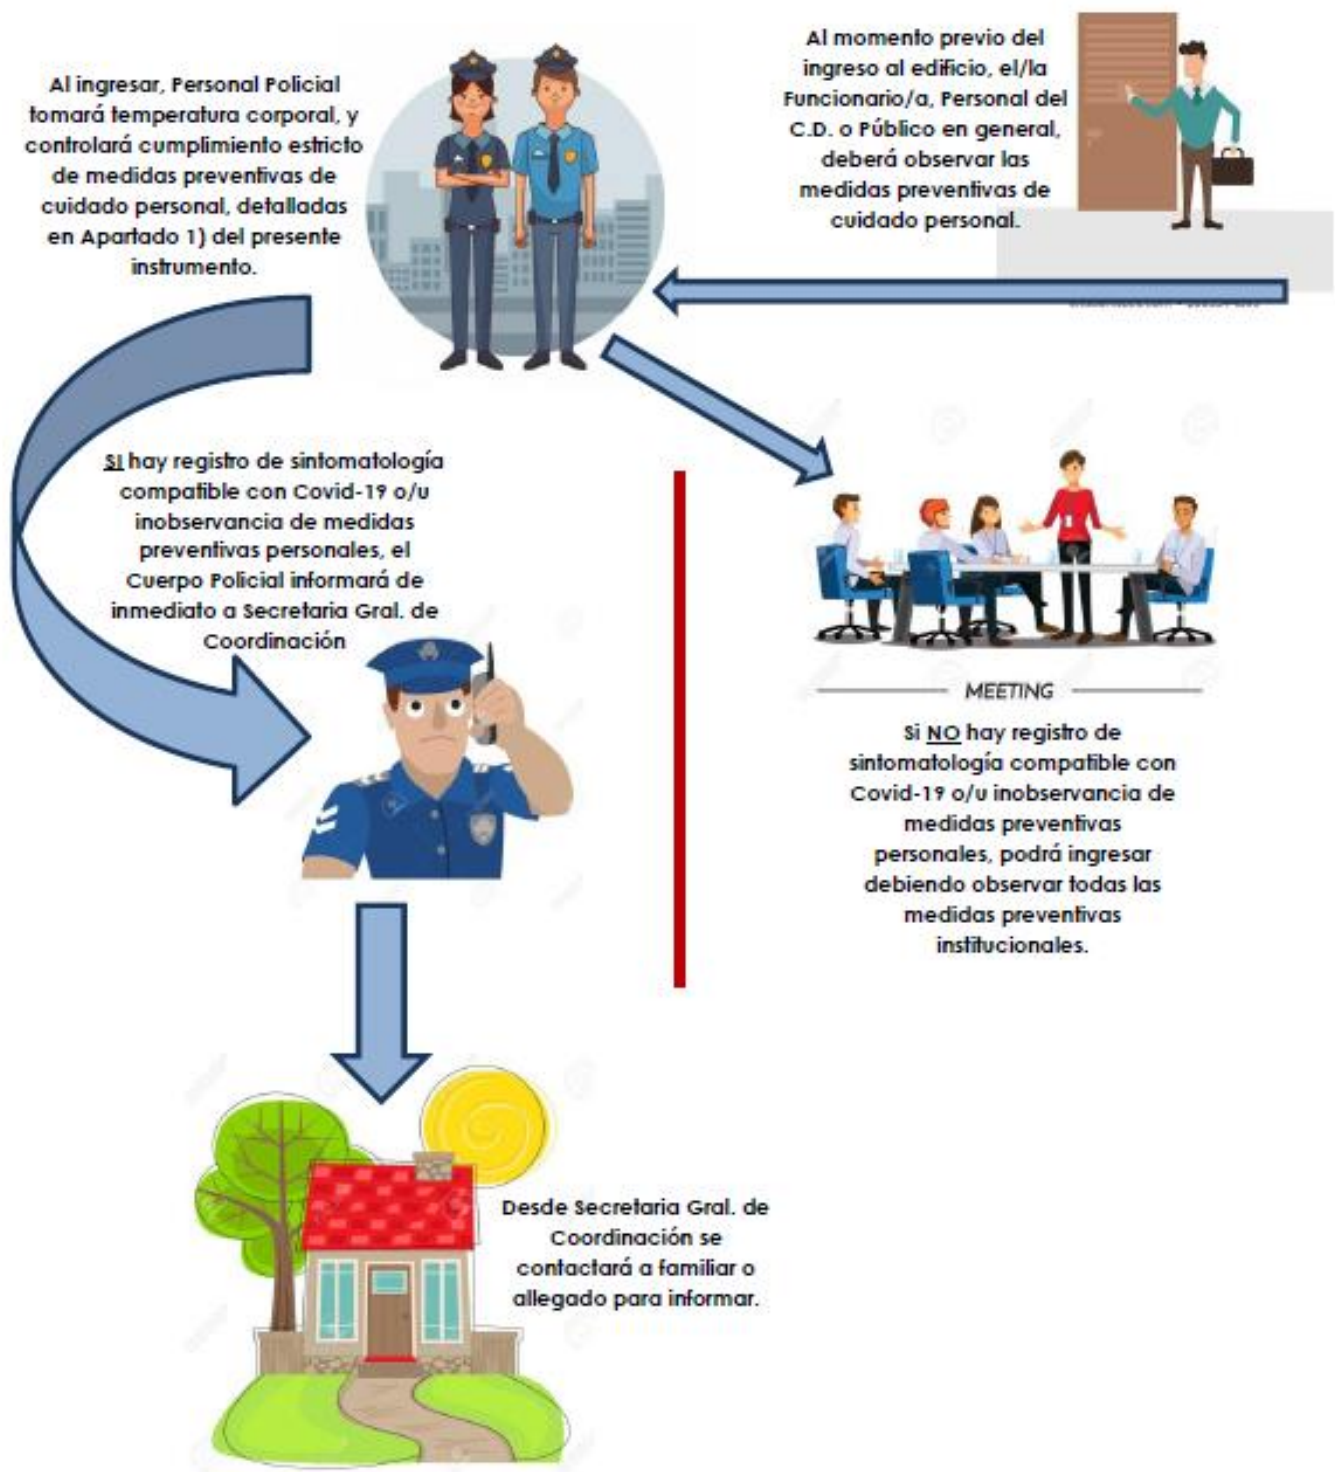 Al ingresar, Personal Policial
tomará temperatura corporal, y
controlará cumplimiento estricto
de medidas preventivas de
cuidado personal, detalladas
en Apartado 1) del presente
instrumento.
Al momento previo del
ingreso al edificio, el/la
Funcionario/a, Personal del
C.D. o Público en general,
deberá observar las
medidas preventivas de
cuidado personal.
SI hay registro de sintomatología
compatible con Covid-19 o/u
inobservancia de medidas
preventivas personales, el
Cuerpo Policial informará de
inmediato a Secretaria Gral. de
Coordinación
MEETING
Si NO hay registro de
sintomatología compatible con
Covid-19 o/u inobservancia de
medidas preventivas
personales, podrá ingresar
debiendo observar todas las
medidas preventivas
institucionales.
Desde Secretaria Gral. de
Coordinación se
contactará a familiar o
allegado para informar.